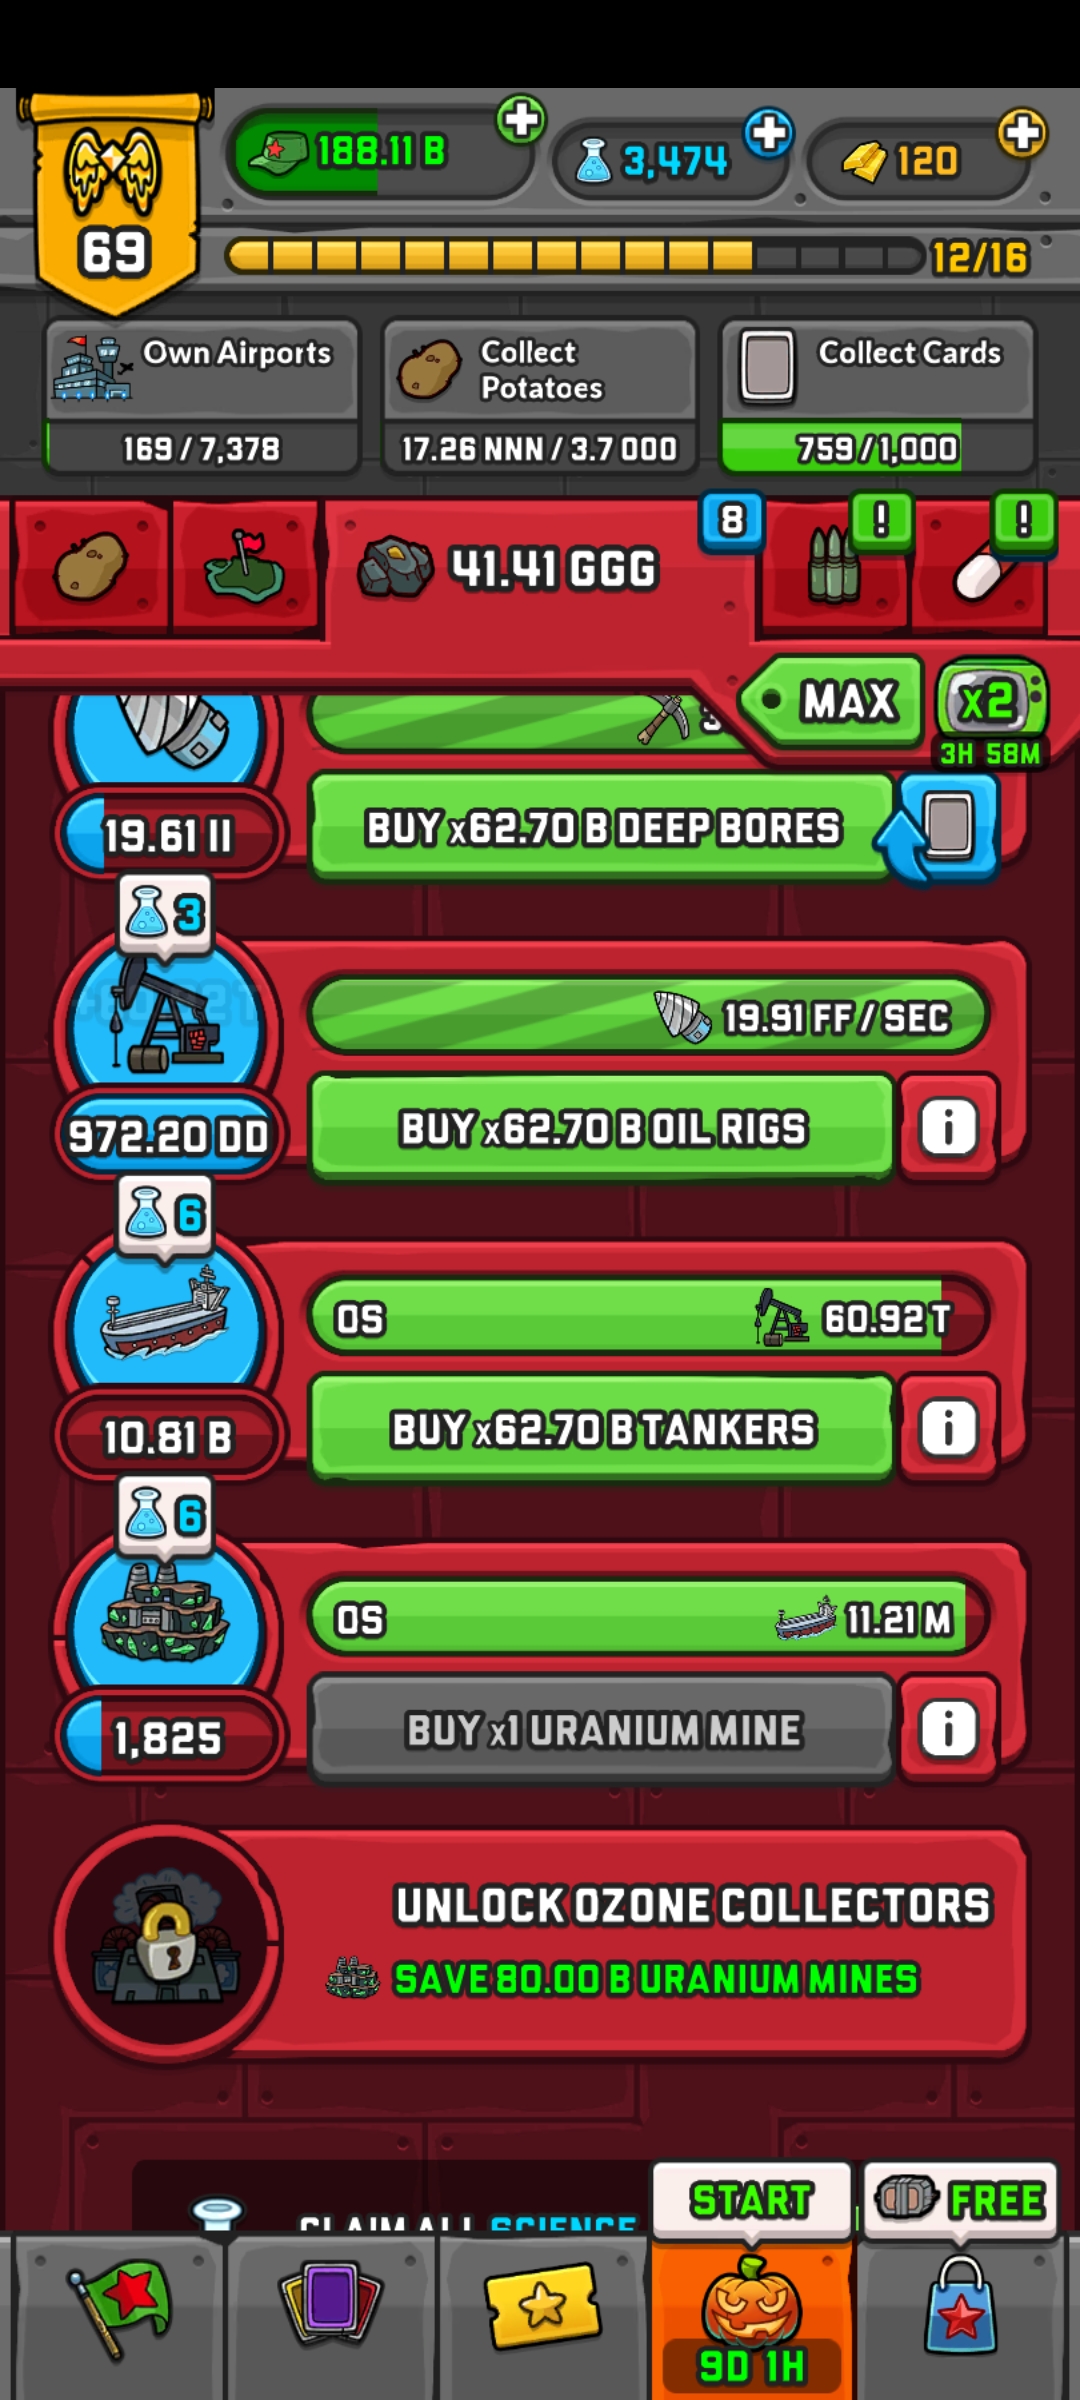 69
188.11 B
3,474
120
12/16
Own Airports
169 / 7,378
Collect
Potatoes
17.26 NNN / 3.7 OOO
Collect Cards
759 / 1,000
41.41 GGG
8
!
!
MAX
x2
3H 58M
19.61 II
BUY x62.70 B DEEP BORES
3
19.91 FF / SEC
972.20 DD
BUY x62.70 B OIL RIGS
i
6
0S
60.92 T
10.81 B
BUY x62.70 B TANKERS
i
6
0S
11.21 M
1,825
BUY x1 URANIUM MINE
i
UNLOCK OZONE COLLECTORS
SAVE 80.00 B URANIUM MINES
CLAIM ALL SCIENCE
START
FREE
9D 1H